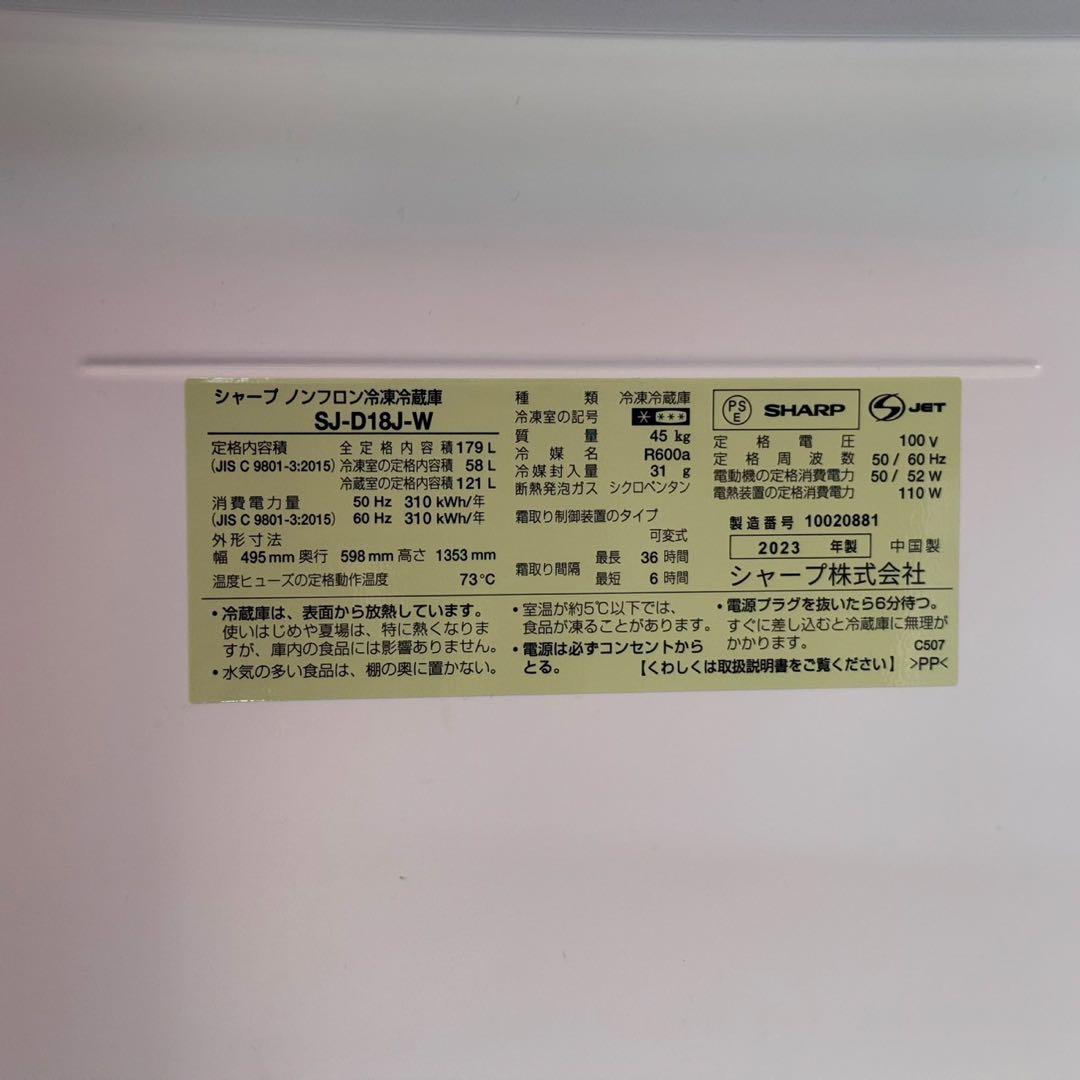 シャープ ノンフロン冷凍冷蔵庫
SJ-D18J-W
定格内容積 全定格内容積 179 L
(JIS C 9801-3:2015) 冷凍室の定格内容積 58 L
冷蔵室の定格内容積 121 L
消費電力量 50 Hz 310 kWh/年
(JIS C 9801-3:2015) 60 Hz 310 kWh/年
外形寸法
幅 495 mm 奥行 598 mm 高さ 1353 mm
温度ヒューズの定格動作温度 73℃
種類 冷凍冷蔵庫
冷凍室の記号 ****
質量 45 kg
冷媒名 R600a
冷媒封入量 31 g
断熱発泡ガス シクロペンタン
霜取り制御装置のタイプ
可変式
霜取り間隔 最長 36 時間
最短 6 時間
PSE SHARP JET
定格電圧 100 V
定格周波数 50 / 60 Hz
電動機の定格消費電力 50 / 52 W
電熱装置の定格消費電力 110 W
製造番号 10020881
2023 年製 中国製
シャープ株式会社
・冷蔵庫は、表面から放熱しています。
使いはじめや夏場は、特に熱くなりま
すが、庫内の食品には影響ありません。
・水気の多い食品は、棚の奥に置かない。
・室温が約5℃以下では、
食品が凍ることがあります。
・電源は必ずコンセントから
とる。
・電源プラグを抜いたら6分待つ。
すぐに差し込むと冷蔵庫に無理が
かかります。 C507
【くわしくは取扱説明書をご覧ください】 >PP<